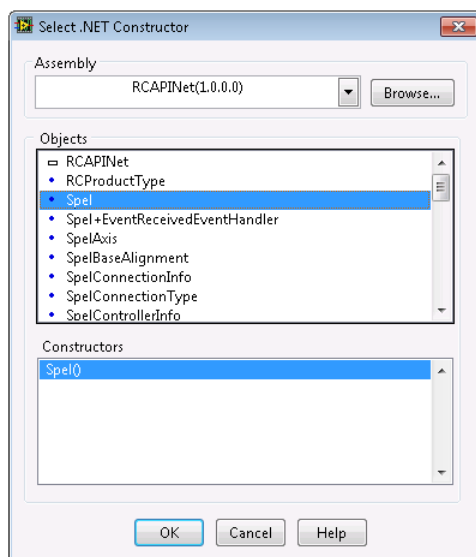 Select .NET Constructor
Assembly
RCAPINet(1.0.0.0)
Browse...
Objects
RCAPINet
RCProductType
Spel
Spel+EventReceivedEventHandler
SpelAxis
SpelBaseAlignment
SpelConnectionInfo
SpelConnectionType
SpelControllerInfo
Constructors
Spel()
OK
Cancel
Help